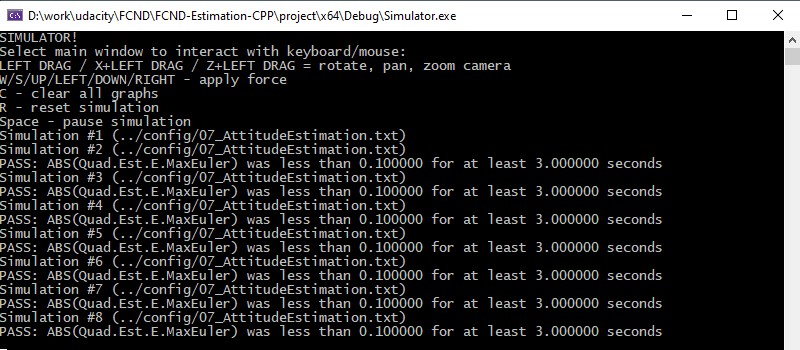 D:\work\udacity\FCND\FCND-Estimation-CPP\project\x64\Debug\Simulator.exe
SIMULATOR!
Select main window to interact with keyboard/mouse:
LEFT DRAG / X+LEFT DRAG / Z+LEFT DRAG = rotate, pan, zoom camera
W/S/UP/LEFT/DOWN/RIGHT - apply force
C - clear all graphs
R - reset simulation
Space - pause simulation
Simulation #1 (../config/07_AttitudeEstimation.txt)
Simulation #2 (../config/07_AttitudeEstimation.txt)
PASS: ABS(Quad.Est.E.MaxEuler) was less than 0.100000 for at least 3.000000 seconds
Simulation #3 (../config/07_AttitudeEstimation.txt)
PASS: ABS(Quad.Est.E.MaxEuler) was less than 0.100000 for at least 3.000000 seconds
Simulation #4 (../config/07_AttitudeEstimation.txt)
PASS: ABS(Quad.Est.E.MaxEuler) was less than 0.100000 for at least 3.000000 seconds
Simulation #5 (../config/07_AttitudeEstimation.txt)
PASS: ABS(Quad.Est.E.MaxEuler) was less than 0.100000 for at least 3.000000 seconds
Simulation #6 (../config/07_AttitudeEstimation.txt)
PASS: ABS(Quad.Est.E.MaxEuler) was less than 0.100000 for at least 3.000000 seconds
Simulation #7 (../config/07_AttitudeEstimation.txt)
PASS: ABS(Quad.Est.E.MaxEuler) was less than 0.100000 for at least 3.000000 seconds
Simulation #8 (../config/07_AttitudeEstimation.txt)
PASS: ABS(Quad.Est.E.MaxEuler) was less than 0.100000 for at least 3.000000 seconds